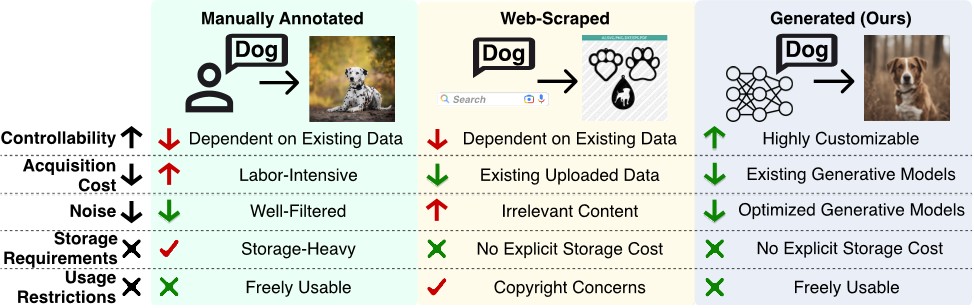 Manually Annotated
Web-Scraped
Generated (Ours)
Dog
Dog
Dog
Search
Controllability
Dependent on Existing Data
Dependent on Existing Data
Highly Customizable
Acquisition
Cost
Labor-Intensive
Existing Uploaded Data
Existing Generative Models
Noise
Well-Filtered
Irrelevant Content
Optimized Generative Models
Storage
Requirements
Storage-Heavy
No Explicit Storage Cost
No Explicit Storage Cost
Usage
Restrictions
Freely Usable
Copyright Concerns
Freely Usable